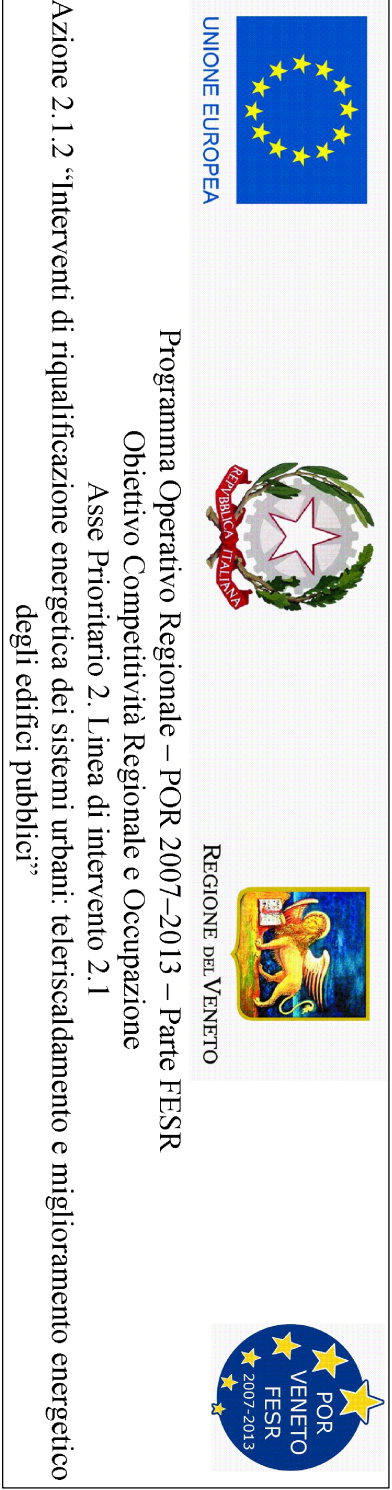 UNIONE EUROPEA
REPVBBLICA ITALIANA
REGIONE DEL VENETO
POR
VENETO
FESR
2007-2013
Programma Operativo Regionale – POR 2007–2013 – Parte FESR
Obiettivo Competitività Regionale e Occupazione
Asse Prioritario 2. Linea di intervento 2.1
Azione 2.1.2 “Interventi di riqualificazione energetica dei sistemi urbani: teleriscaldamento e miglioramento energetico
degli edifici pubblici”